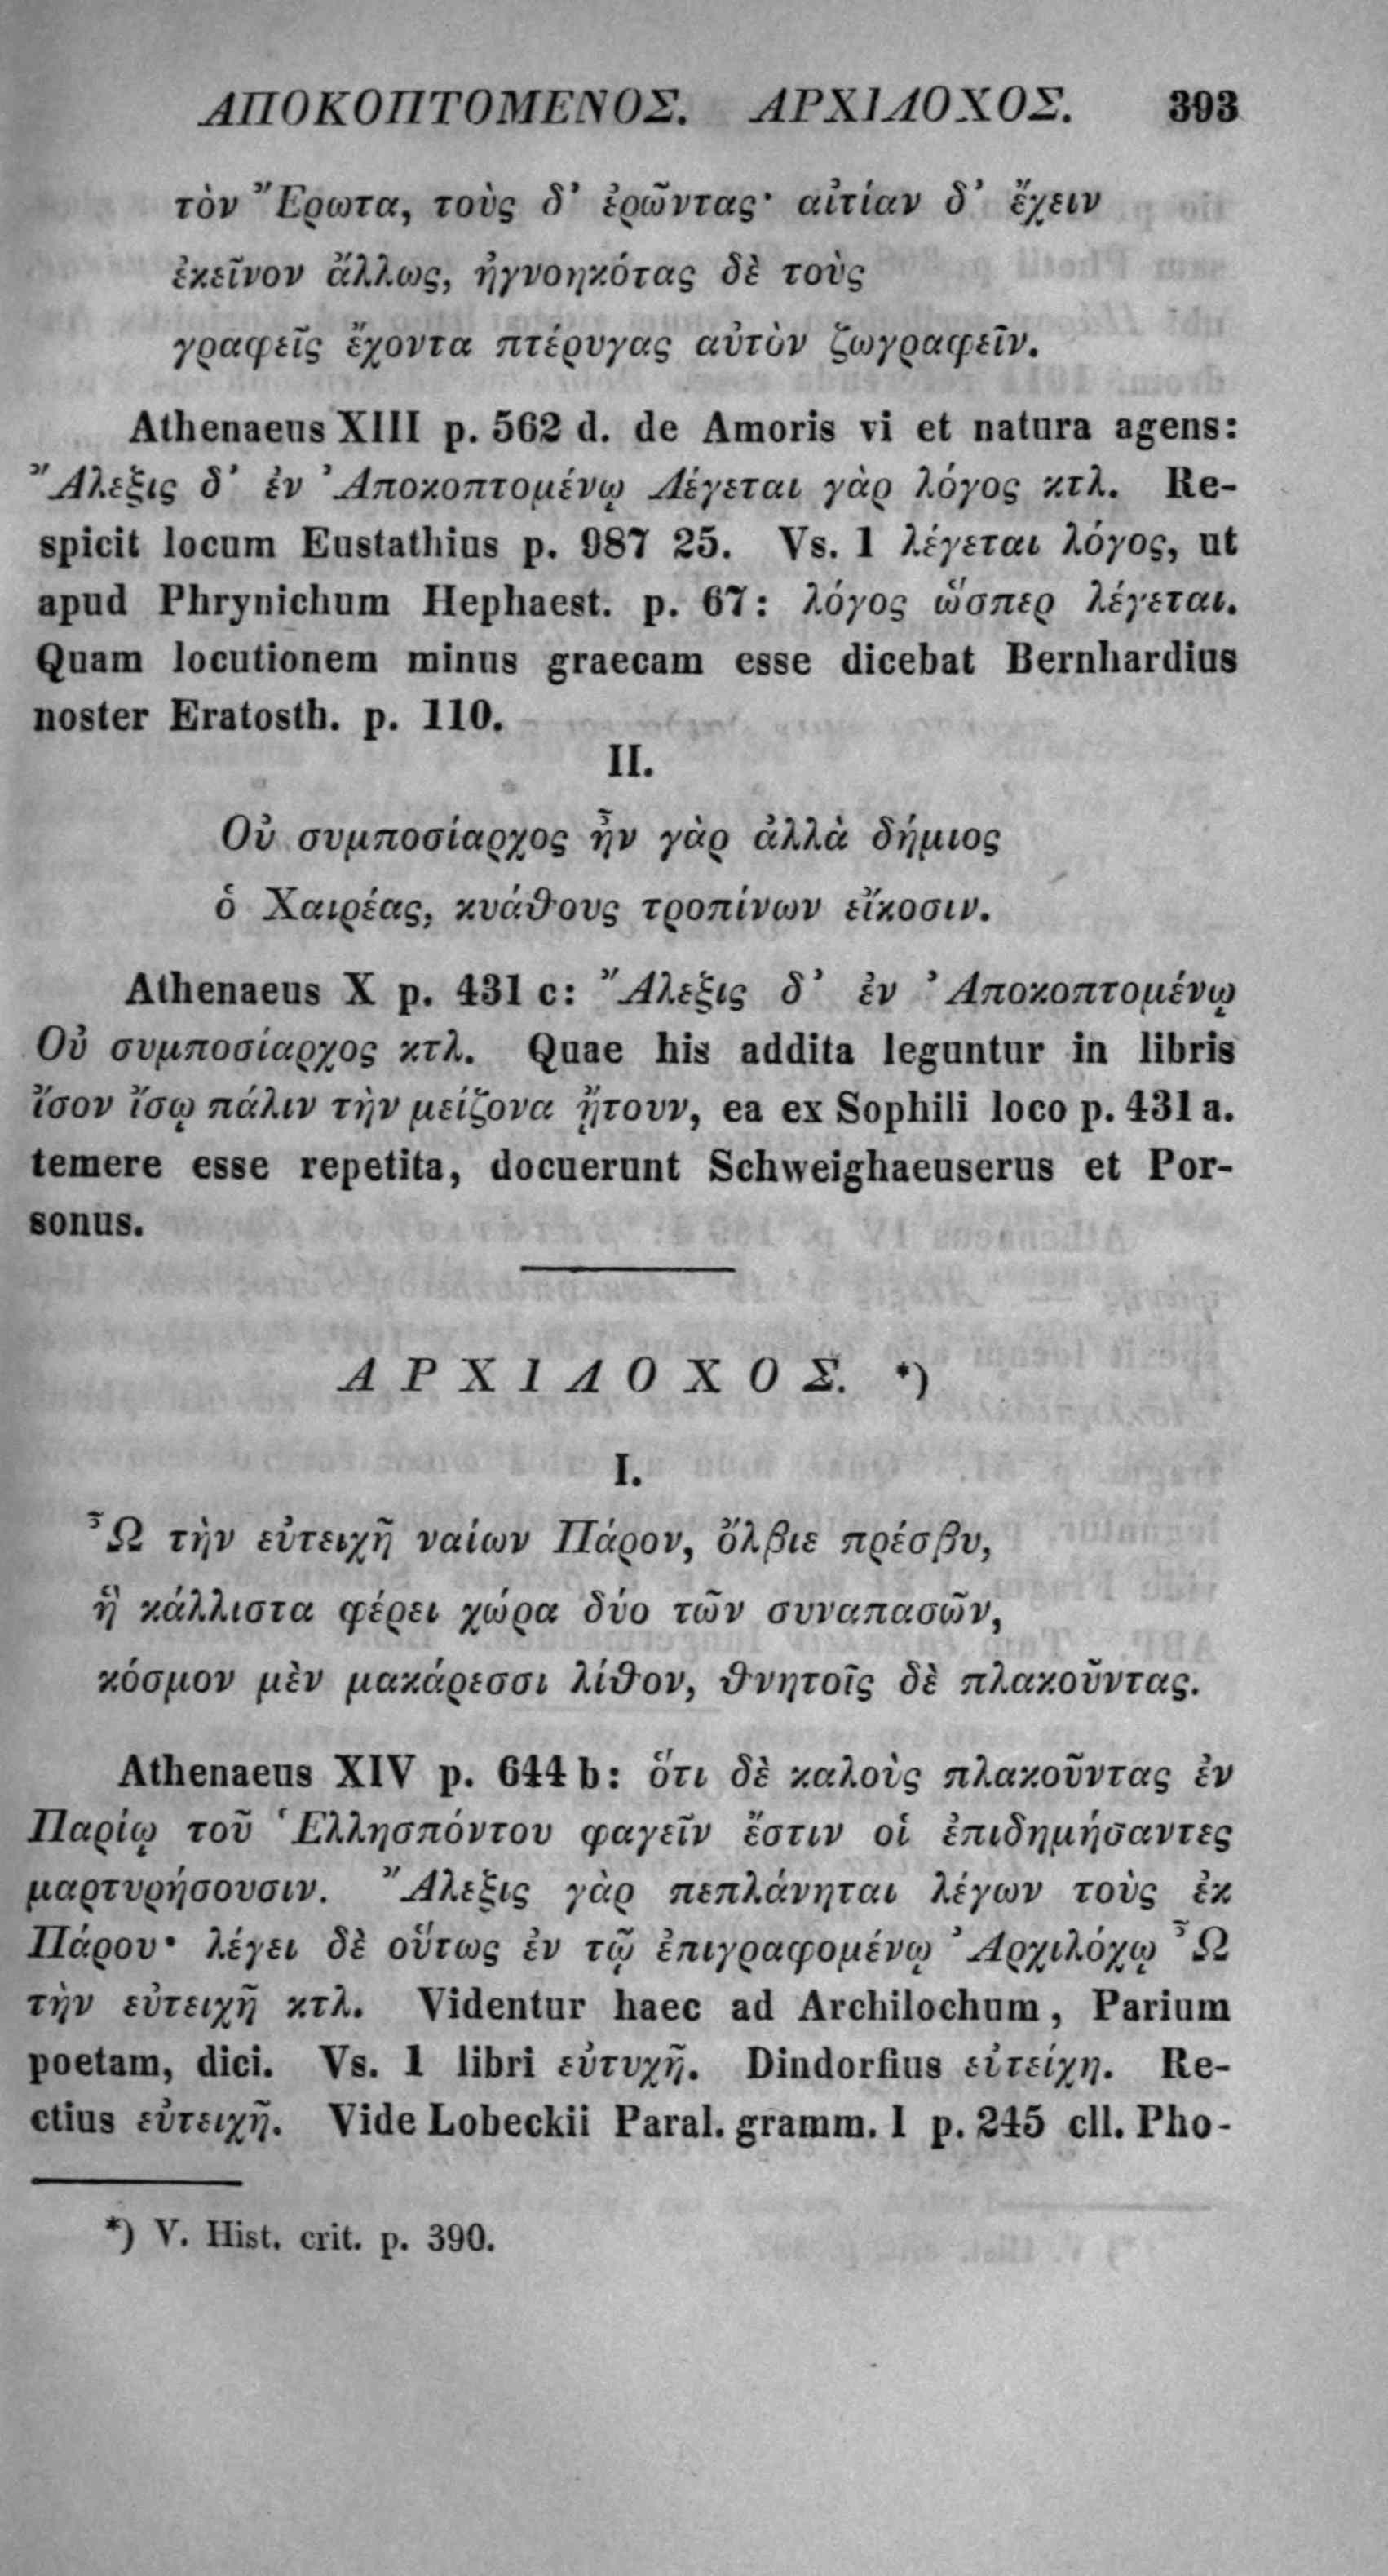 ΑΠΟΚΟΠΤΟΜΕΝΟΣ. ΑΡΧΙΛΟΧΟΣ. 393
τὸν Ἔρωτα, τοὺς δ' ἐρῶντας· αἰτίαν δ' ἔχειν
ἐκεῖνον ἄλλως, ἠγνοηκότας δὲ τοὺς
γραφεῖς ἔχοντα πτέρυγας αὐτὸν ζωγραφεῖν.
Athenaeus XIII p. 562 d. de Amoris vi et natura agens:
Ἄλεξις δ' ἐν Ἀποκοπτομένῳ Λέγεται γὰρ λόγος κτλ. Re-
spicit locum Eustathius p. 987 25. Vs. 1 λέγεται λόγος, ut
apud Phrynichum Hephaest. p. 67: λόγος ὥσπερ λέγεται.
Quam locutionem minus graecam esse dicebat Bernhardius
noster Eratosth. p. 110.
II.
Οὐ συμποσίαρχος ἦν γὰρ ἀλλὰ δήμιος
ὁ Χαιρέας, κυάθους τροπίνων εἴκοσιν.
Athenaeus X p. 431 c: Ἄλεξις δ' ἐν Ἀποκοπτομένῳ
Οὐ συμποσίαρχος κτλ. Quae his addita leguntur in libris
ἴσον ἴσῳ πάλιν τὴν μείζονα ᾔτουν, ea ex Sophili loco p. 431 a.
temere esse repetita, docuerunt Schweighaeuserus et Por-
sonus.
ΑΡΧΙΛΟΧΟΣ. *)
I.
Ὦ τὴν εὐτειχῆ ναίων Πάρον, ὄλβιε πρέσβυ,
ἣ κάλλιστα φέρει χώρα δύο τῶν συναπασῶν,
κόσμον μὲν μακάρεσσι λίθον, θνητοῖς δὲ πλακοῦντας.
Athenaeus XIV p. 644 b: ὅτι δὲ καλοὺς πλακοῦντας ἐν
Παρίῳ τοῦ Ἑλλησπόντου φαγεῖν ἔστιν οἱ ἐπιδημήσαντες
μαρτυρήσουσιν. Ἄλεξις γὰρ πεπλάνηται λέγων τοὺς ἐκ
Πάρου· λέγει δὲ οὕτως ἐν τῷ ἐπιγραφομένῳ Ἀρχιλόχῳ Ὦ
τὴν εὐτειχῆ κτλ. Videntur haec ad Archilochum, Parium
poetam, dici. Vs. 1 libri εὐτυχῆ. Dindorfius εὐτείχη. Re-
ctius εὐτειχῆ. Vide Lobeckii Paral. gramm. I p. 245 cll. Pho-
*) V. Hist. crit. p. 390.